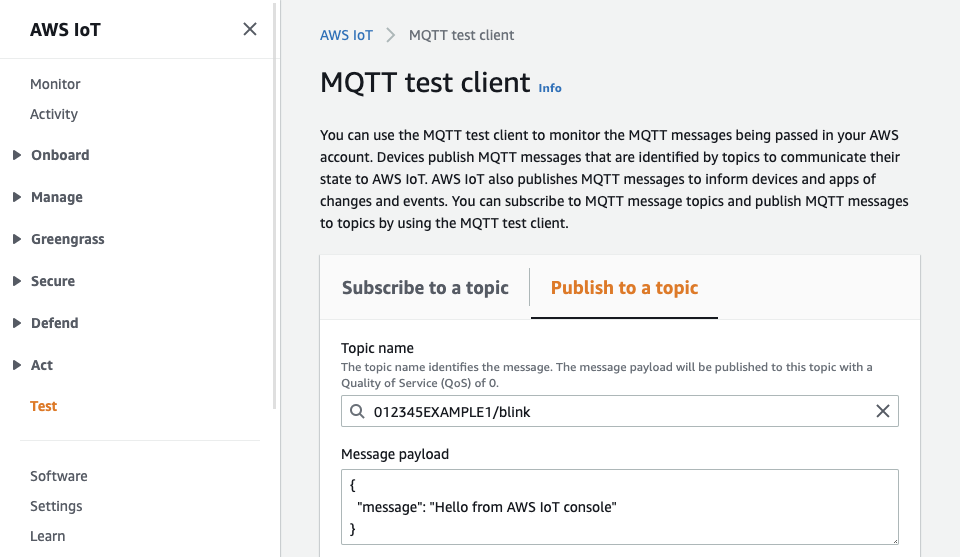 AWS IoT
Monitor
Activity
Onboard
Manage
Greengrass
Secure
Defend
Act
Test
Software
Settings
Learn
AWS IoT > MQTT test client
MQTT test client Info
You can use the MQTT test client to monitor the MQTT messages being passed in your AWS
account. Devices publish MQTT messages that are identified by topics to communicate their
state to AWS IoT. AWS IoT also publishes MQTT messages to inform devices and apps of
changes and events. You can subscribe to MQTT message topics and publish MQTT messages
to topics by using the MQTT test client.
Subscribe to a topic
Publish to a topic
Topic name
The topic name identifies the message. The message payload will be published to this topic with a
Quality of Service (QoS) of 0.
012345EXAMPLE1/blink
Message payload
{
"message": "Hello from AWS IoT console"
}